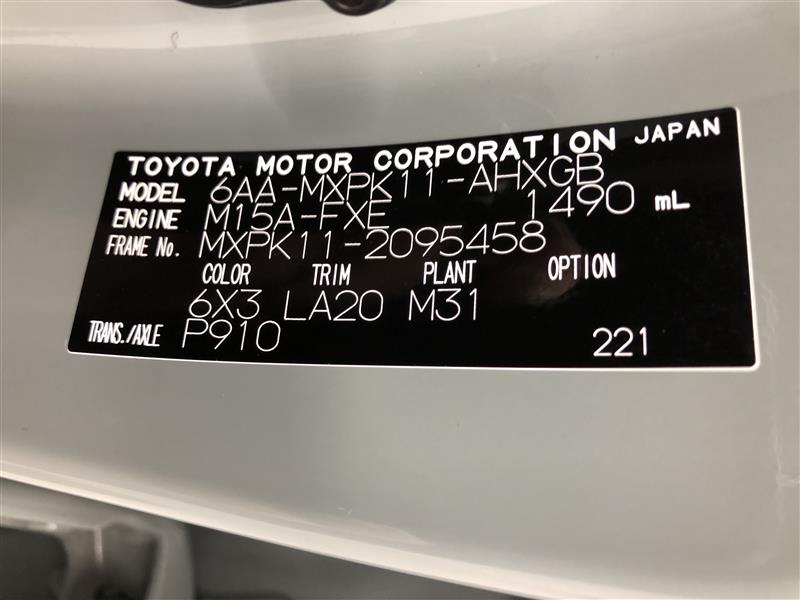 TOYOTA MOTOR CORPORATION JAPAN
MODEL 6AA-MXPK11-AHXGB
ENGINE M15A-FXE 1490 mL
FRAME No. MXPK11-2095458
COLOR TRIM PLANT OPTION
6X3 LA20 M31
TRANS./AXLE P910 221